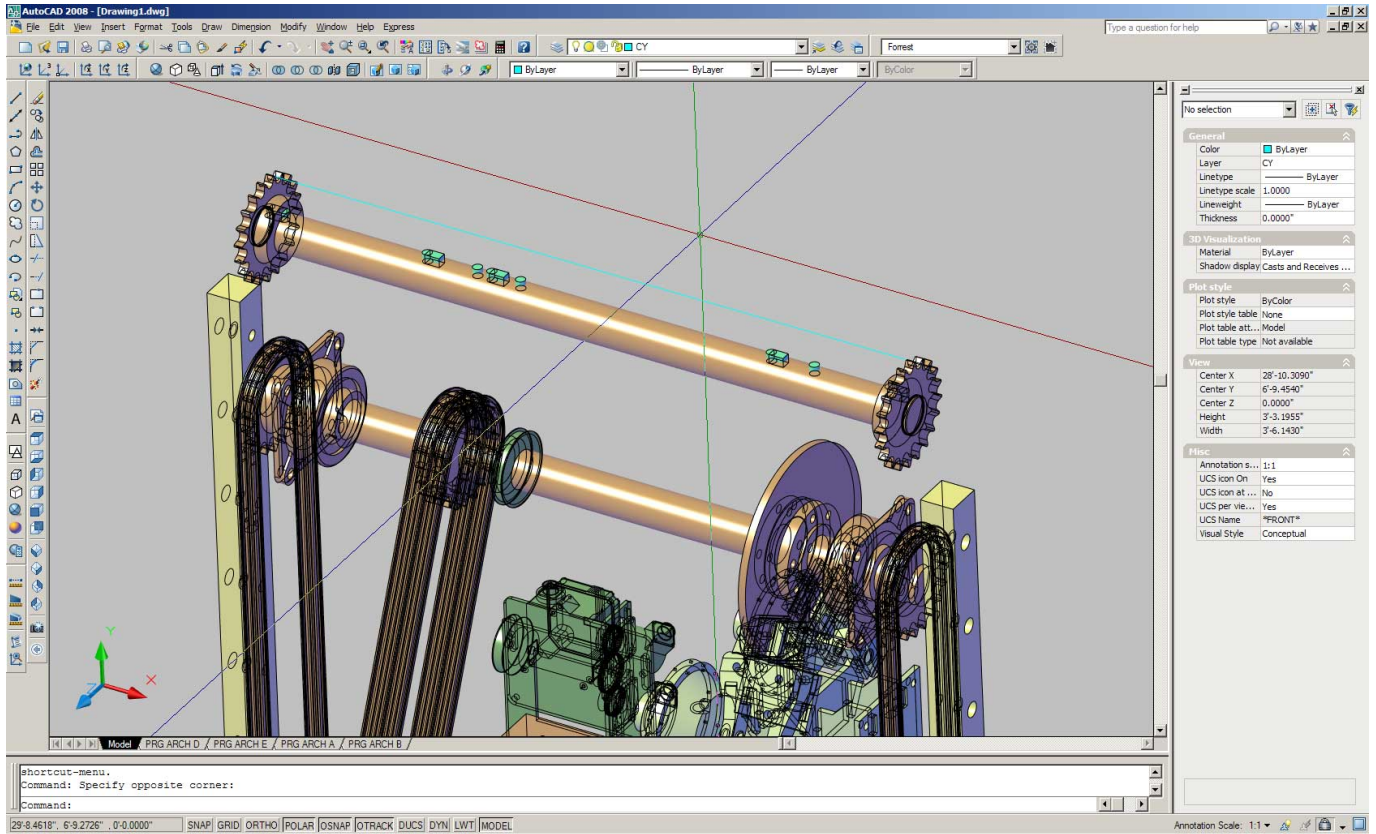 AutoCAD 2008 - [Drawing1.dwg]
File Edit View Insert Format Tools Draw Dimension Modify Window Help Express
Type a question for help
CY
Forrest
ByLayer
ByLayer
ByLayer
ByColor
No selection
General
Color ByLayer
Layer CY
Linetype ByLayer
Linetype scale 1.0000
Lineweight ByLayer
Thickness 0.0000"
3D Visualization
Material ByLayer
Shadow display Casts and Receives ...
Plot style
Plot style ByColor
Plot style table None
Plot table att... Model
Plot table type Not available
View
Center X 28'-10.3090"
Center Y 6'-9.4540"
Center Z 0.0000"
Height 3'-3.1955"
Width 3'-6.1430"
Misc
Annotation s... 1:1
UCS icon On Yes
UCS icon at ... No
UCS per vie... Yes
UCS Name *FRONT*
Visual Style Conceptual
Y
X
Z
Model PRG ARCH D PRG ARCH E PRG ARCH A PRG ARCH B
shortcut-menu.
Command: Specify opposite corner:
Command:
29'-8.4618", 6'-9.2726" , 0'-0.0000" SNAP GRID ORTHO POLAR OSNAP OTRACK DUCS DYN LWT MODEL
Annotation Scale: 1:1